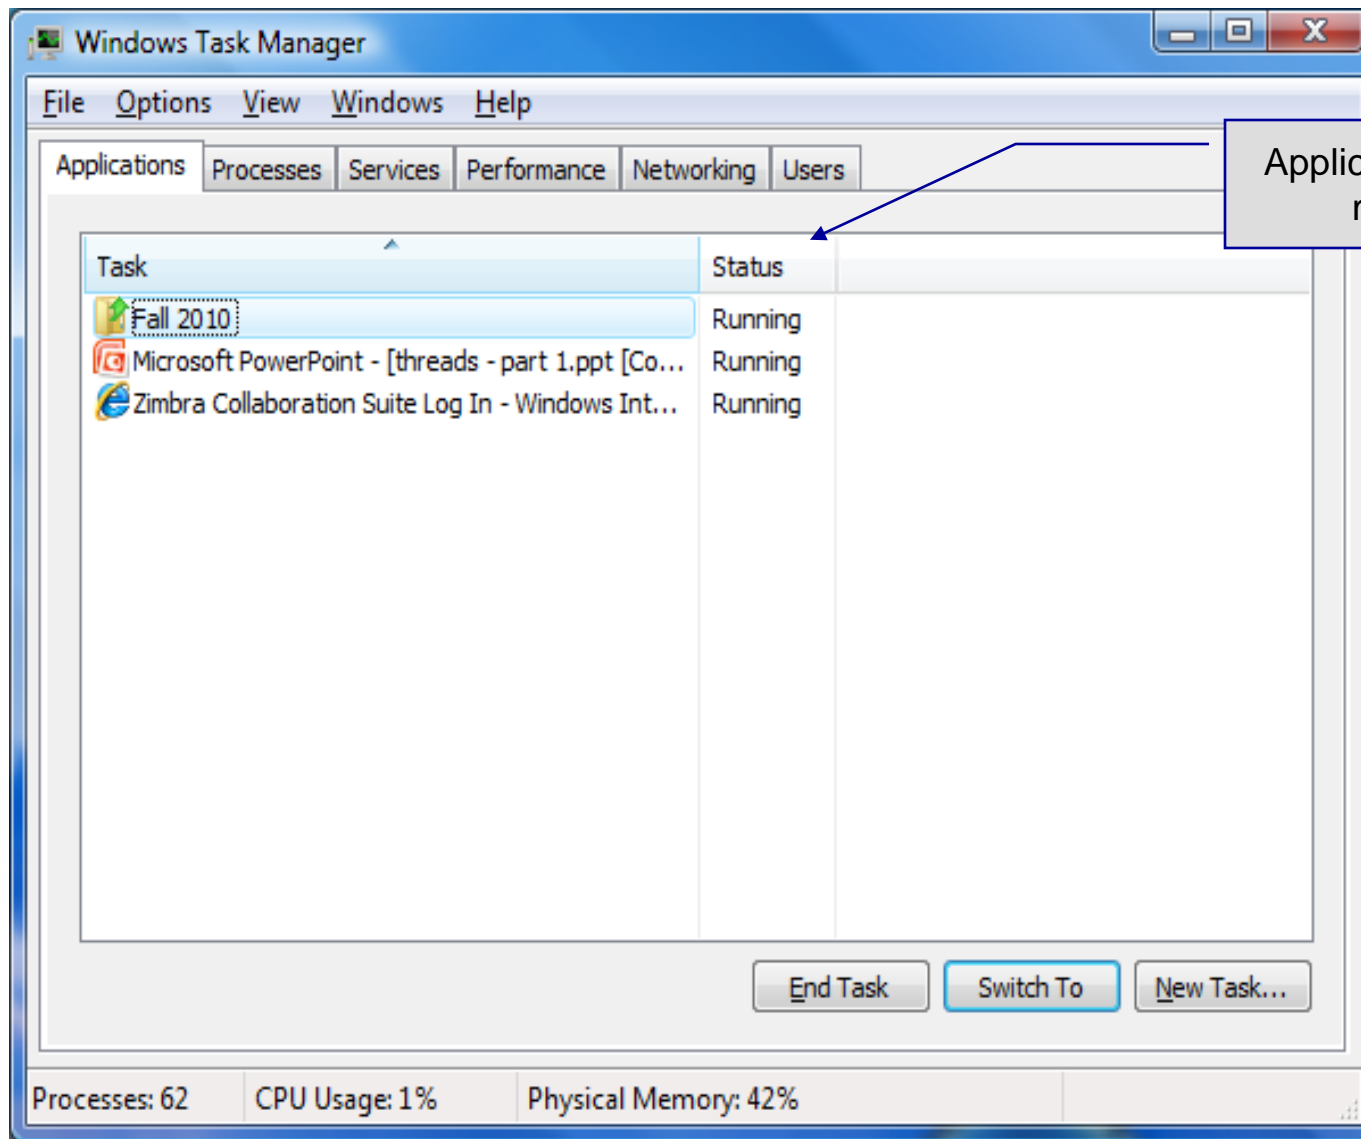 Windows Task Manager
X
File Options View Windows Help
Applications Processes Services Performance Networking Users
Task Status
Fall 2010 Running
Microsoft PowerPoint - [threads - part 1.ppt [Co... Running
Zimbra Collaboration Suite Log In - Windows Int... Running
End Task Switch To New Task...
Processes: 62 CPU Usage: 1% Physical Memory: 42%